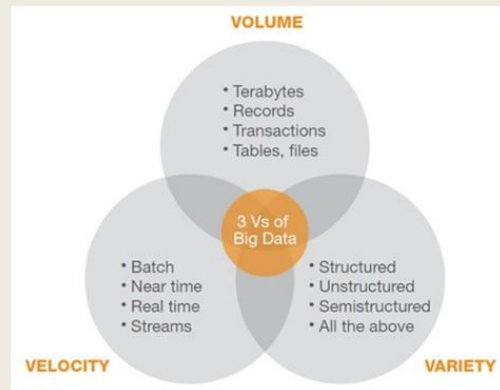 VOLUME
• Terabytes
• Records
• Transactions
• Tables, files
3 Vs of
Big Data
• Batch
• Near time
• Real time
• Streams
• Structured
• Unstructured
• Semistructured
• All the above
VELOCITY
VARIETY